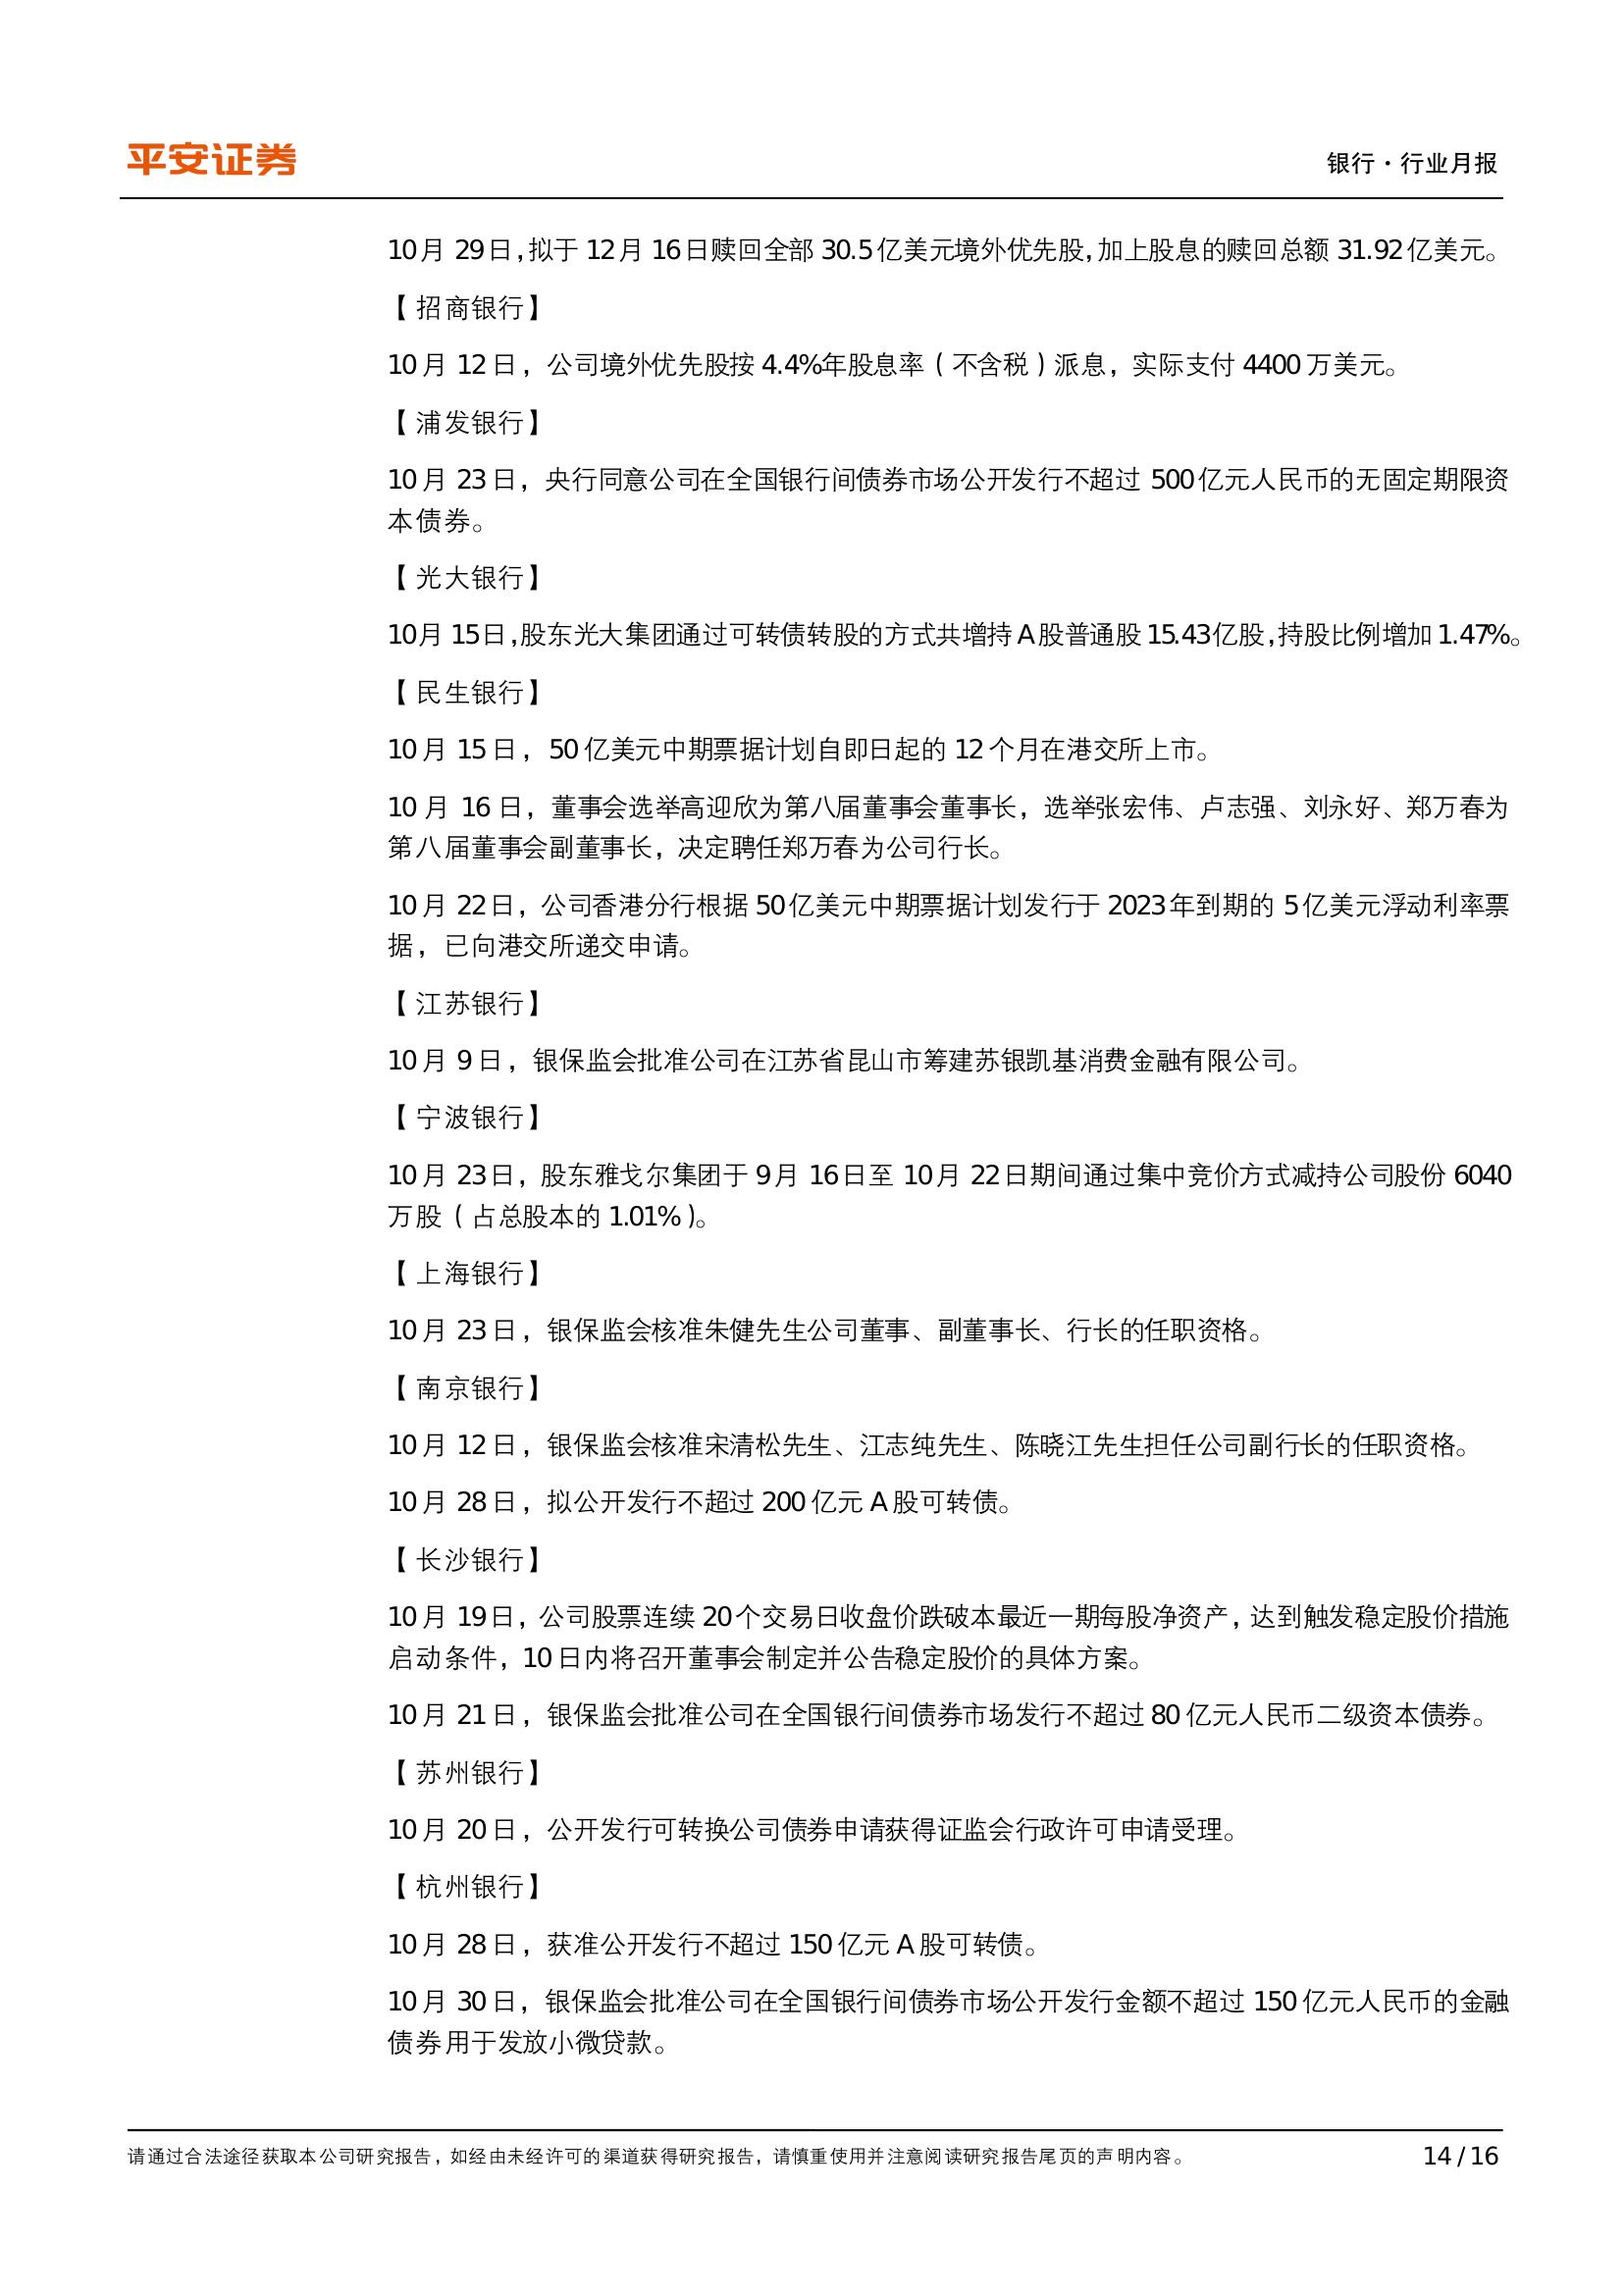 平安证券
银行·行业月报
10月 29日，拟于 12月 16日赎回全部 30.5亿美元境外优先股，加上股息的赎回总额 31.92亿美元。
【招商银行】
10月 12日，公司境外优先股按 4.4%年股息率（不含税）派息，实际支付 4400万美元。
【浦发银行】
10月 23日，央行同意公司在全国银行间债券市场公开发行不超过 500亿元人民币的无固定期限资
本债券。
【光大银行】
10月 15日，股东光大集团通过可转债转股的方式共增持 A股普通股 15.43亿股，持股比例增加 1.47%。
【民生银行】
10月 15日，50亿美元中期票据计划自即日起的 12个月在港交所上市。
10月 16日，董事会选举高迎欣为第八届董事会董事长，选举张宏伟、卢志强、刘永好、郑万春为
第八届董事会副董事长，决定聘任郑万春为公司行长。
10月 22日，公司香港分行根据 50亿美元中期票据计划发行于 2023年到期的 5亿美元浮动利率票
据，已向港交所递交申请。
【江苏银行】
10月 9日，银保监会批准公司在江苏省昆山市筹建苏银凯基消费金融有限公司。
【宁波银行】
10月 23日，股东雅戈尔集团于 9月 16日至 10月 22日期间通过集中竞价方式减持公司股份 6040
万股（占总股本的 1.01%）。
【上海银行】
10月 23日，银保监会核准朱健先生公司董事、副董事长、行长的任职资格。
【南京银行】
10月 12日，银保监会核准宋清松先生、江志纯先生、陈晓江先生担任公司副行长的任职资格。
10月 28日，拟公开发行不超过 200亿元 A股可转债。
【长沙银行】
10月 19日，公司股票连续 20个交易日收盘价跌破本最近一期每股净资产，达到触发稳定股价措施
启动条件，10日内将召开董事会制定并公告稳定股价的具体方案。
10月 21日，银保监会批准公司在全国银行间债券市场发行不超过 80亿元人民币二级资本债券。
【苏州银行】
10月 20日，公开发行可转换公司债券申请获得证监会行政许可申请受理。
【杭州银行】
10月 28日，获准公开发行不超过 150亿元 A股可转债。
10月 30日，银保监会批准公司在全国银行间债券市场公开发行金额不超过 150亿元人民币的金融
债券用于发放小微贷款。
请通过合法途径获取本公司研究报告，如经由未经许可的渠道获得研究报告，请慎重使用并注意阅读研究报告尾页的声明内容。
14 / 16